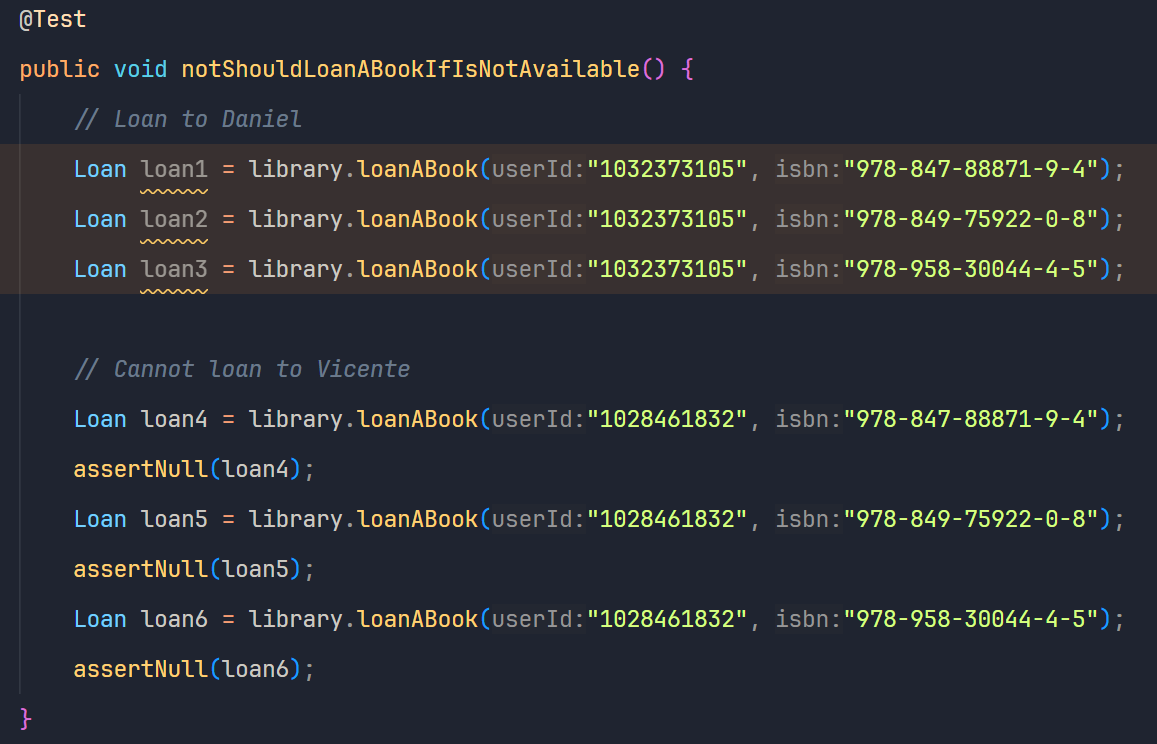 @Test
public void notShouldLoanABookIfIsNotAvailable() {
// Loan to Daniel
Loan loan1 = library.loanABook(userId:"1032373105", isbn:"978-847-88871-9-4");
Loan loan2 = library.loanABook(userId:"1032373105", isbn:"978-849-75922-0-8");
Loan loan3 = library.loanABook(userId:"1032373105", isbn:"978-958-30044-4-5");
// Cannot loan to Vicente
Loan loan4 = library.loanABook(userId:"1028461832", isbn:"978-847-88871-9-4");
assertNull(loan4);
Loan loan5 = library.loanABook(userId:"1028461832", isbn:"978-849-75922-0-8");
assertNull(loan5);
Loan loan6 = library.loanABook(userId:"1028461832", isbn:"978-958-30044-4-5");
assertNull(loan6);
}